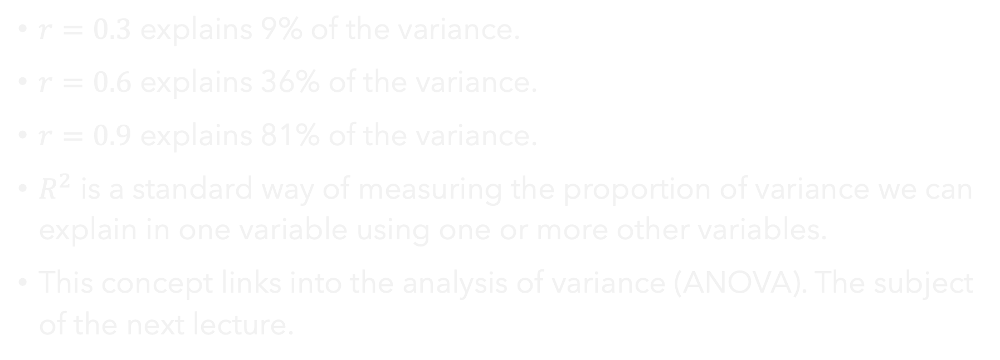 • r = 0.3 explains 9% of the variance.
• r = 0.6 explains 36% of the variance.
• r = 0.9 explains 81% of the variance.
• R² is a standard way of measuring the proportion of variance we can
explain in one variable using one or more other variables.
• This concept links into the analysis of variance (ANOVA). The subject
of the next lecture.